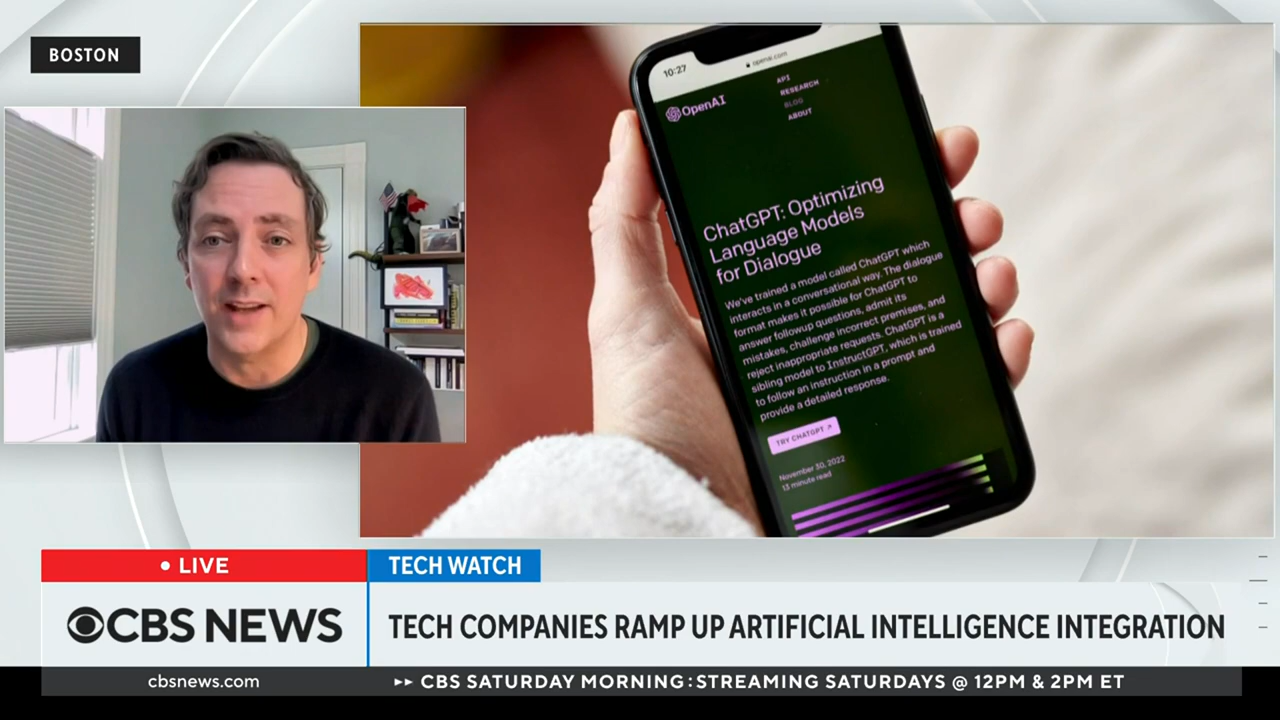 BOSTON
10:27
openai.com
OpenAI
API
RESEARCH
BLOG
ABOUT
ChatGPT: Optimizing
Language Models
for Dialogue
We've trained a model called ChatGPT which
interacts in a conversational way. The dialogue
format makes it possible for ChatGPT to
answer followup questions, admit its
mistakes, challenge incorrect premises, and
reject inappropriate requests. ChatGPT is a
sibling model to InstructGPT, which is trained
to follow an instruction in a prompt and
provide a detailed response.
TRY CHATGPT ↗
November 30, 2022
13 minute read
• LIVE
TECH WATCH
CBS NEWS
TECH COMPANIES RAMP UP ARTIFICIAL INTELLIGENCE INTEGRATION
cbsnews.com
CBS SATURDAY MORNING: STREAMING SATURDAYS @ 12PM & 2PM ET